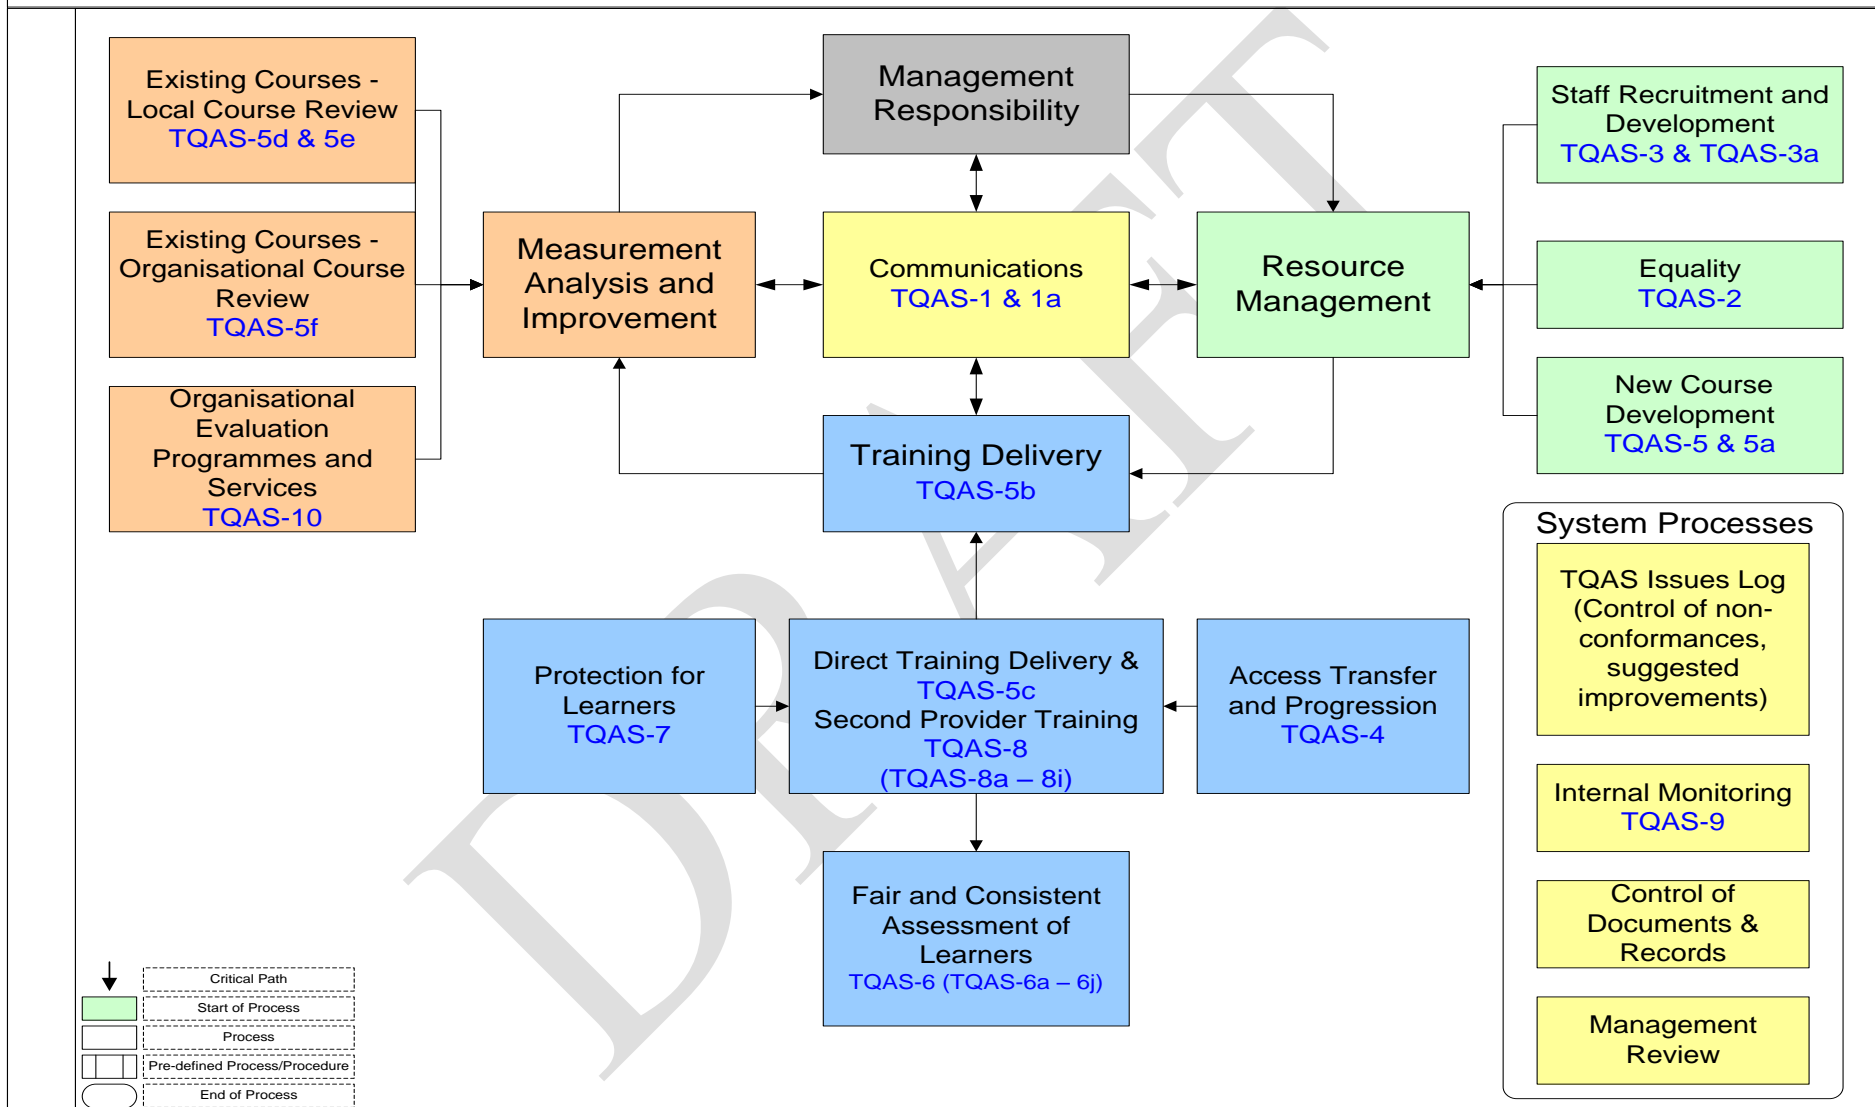 Existing Courses -
Local Course Review
TQAS-5d & 5e
Management
Responsibility
Staff Recruitment and
Development
TQAS-3 & TQAS-3a
Existing Courses -
Organisational Course
Review
TQAS-5f
Measurement
Analysis and
Improvement
Communications
TQAS-1 & 1a
Resource
Management
Equality
TQAS-2
Organisational
Evaluation
Programmes and
Services
TQAS-10
Training Delivery
TQAS-5b
New Course
Development
TQAS-5 & 5a
System Processes
TQAS Issues Log
(Control of non-
conformances,
suggested
improvements)
Protection for
Learners
TQAS-7
Direct Training Delivery &
TQAS-5c
Second Provider Training
TQAS-8
(TQAS-8a – 8i)
Access Transfer
and Progression
TQAS-4
Internal Monitoring
TQAS-9
Fair and Consistent
Assessment of
Learners
TQAS-6 (TQAS-6a – 6j)
Control of
Documents &
Records
Management
Review
Critical Path
Start of Process
Process
Pre-defined Process/Procedure
End of Process
DRAFT